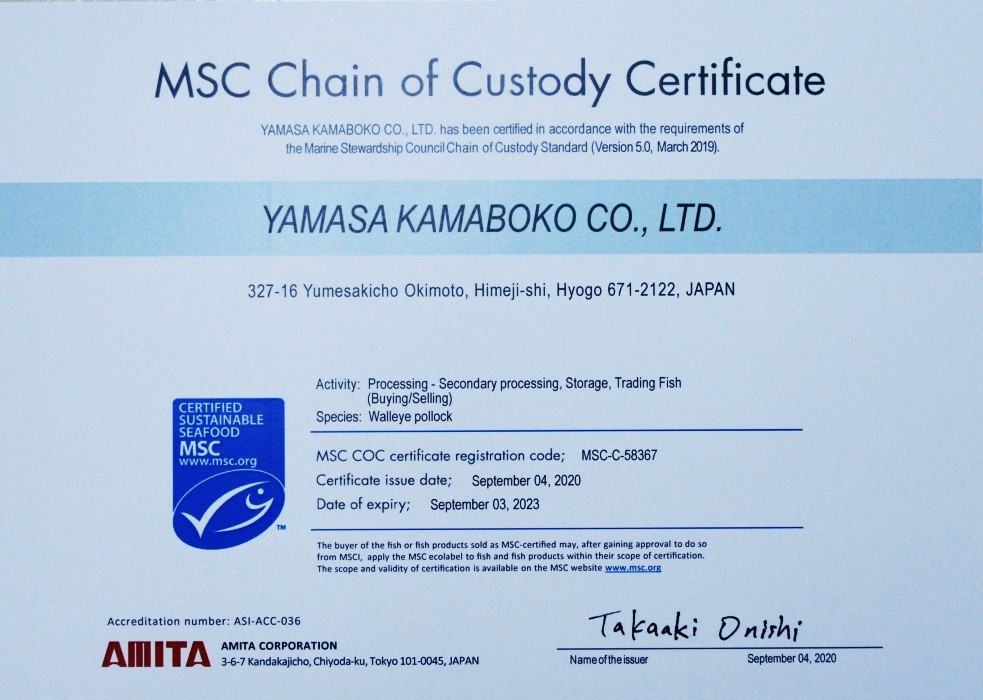 MSC Chain of Custody Certificate
YAMASA KAMABOKO CO., LTD. has been certified in accordance with the requirements of
the Marine Stewardship Council Chain of Custody Standard (Version 5.0, March 2019).
YAMASA KAMABOKO CO., LTD.
327-16 Yumesakicho Okimoto, Himeji-shi, Hyogo 671-2122, JAPAN
Activity: Processing - Secondary processing, Storage, Trading Fish
(Buying/Selling)
Species: Walleye pollock
CERTIFIED
SUSTAINABLE
SEAFOOD
MSC
www.msc.org
TM
MSC COC certificate registration code; MSC-C-58367
Certificate issue date; September 04, 2020
Date of expiry; September 03, 2023
The buyer of the fish or fish products sold as MSC-certified may, after gaining approval to do so
from MSCI, apply the MSC ecolabel to fish and fish products within their scope of certification.
The scope and validity of certification is available on the MSC website www.msc.org
Accreditation number: ASI-ACC-036
AMITA
AMITA CORPORATION
3-6-7 Kandakajicho, Chiyoda-ku, Tokyo 101-0045, JAPAN
Takaaki Onishi
Name of the issuer September 04, 2020